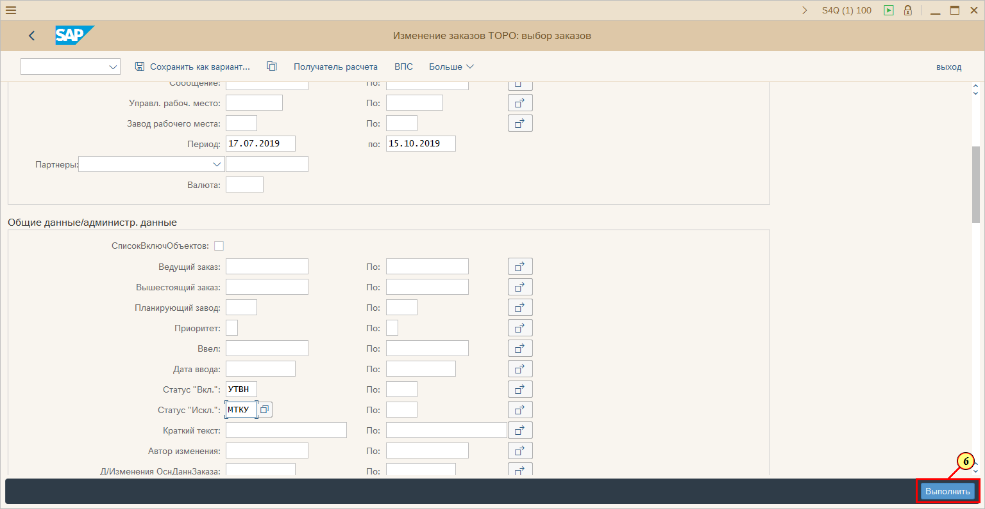 S4Q (1) 100
SAP
Изменение заказов ТОРО: выбор заказов
Сохранить как вариант... Получатель расчета ВПС Больше выход
Сообщение: По:
Управл. рабоч. место: По:
Завод рабочего места: По:
Период: 17.07.2019 по: 15.10.2019
Партнеры:
Валюта:
Общие данные/администр. данные
СписокВключОбъектов:
Ведущий заказ: По:
Вышестоящий заказ: По:
Планирующий завод: По:
Приоритет: По:
Ввел: По:
Дата ввода: По:
Статус "Вкл.": УТВН По:
Статус "Искл.": МТКУ По:
Краткий текст: По:
Автор изменения: По:
Д/Изменения ОснДаннЗаказа: По:
6
Выполнить